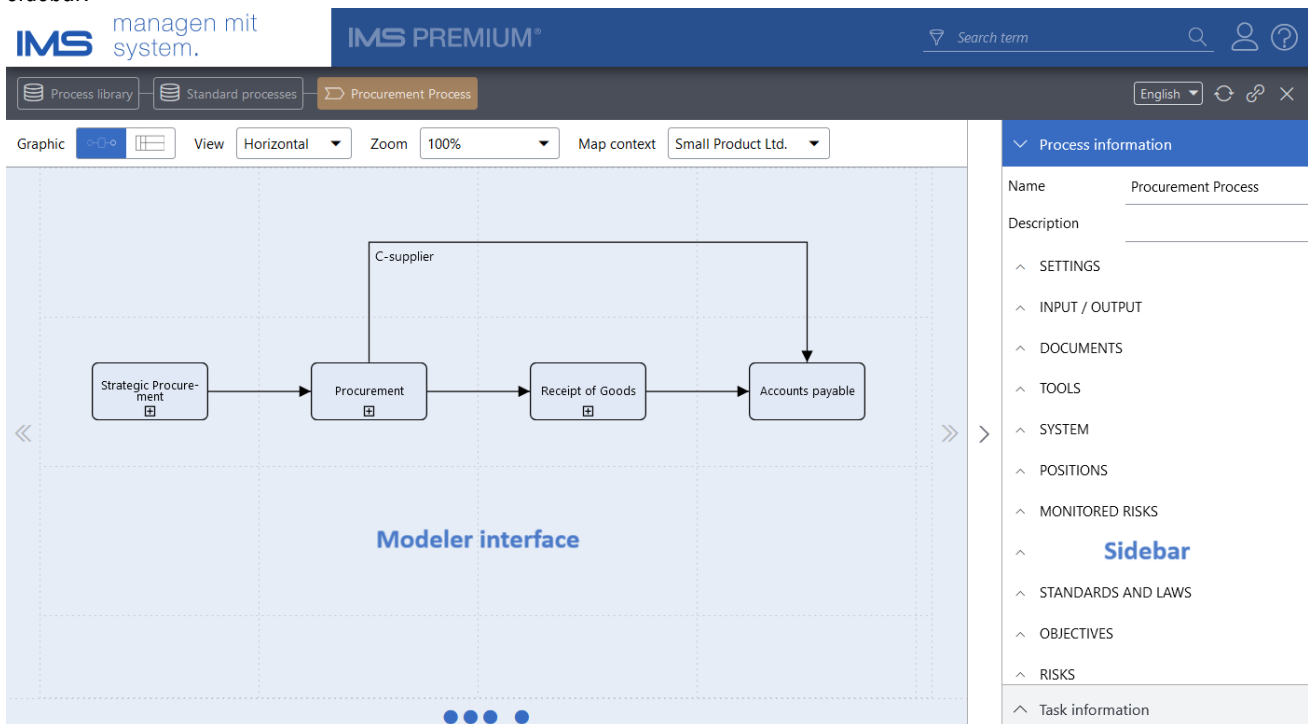 sidebar.
managen mit
IMS system.
IMS PREMIUM®
Search term
Process library
Standard processes
Procurement Process
English
Graphic
View Horizontal
Zoom 100%
Map context Small Product Ltd.
Process information
Name Procurement Process
Description
C-supplier
SETTINGS
INPUT / OUTPUT
DOCUMENTS
Strategic Procure-
ment
Procurement
Receipt of Goods
Accounts payable
TOOLS
SYSTEM
POSITIONS
MONITORED RISKS
Modeler interface
Sidebar
STANDARDS AND LAWS
OBJECTIVES
RISKS
Task information